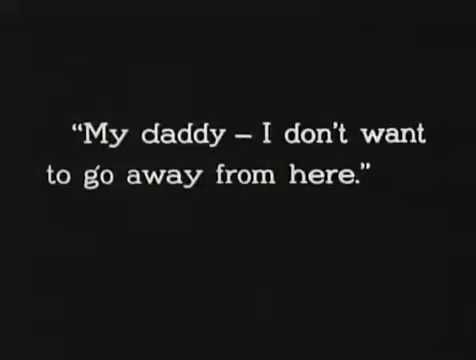 “My daddy – I don’t want
to go away from here.”